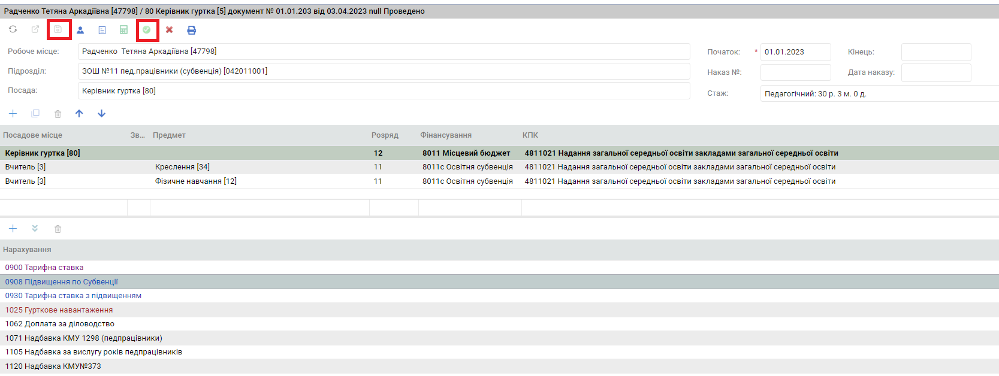 Радченко Тетяна Аркадіївна [47798] / 80 Керівник гуртка [5] документ № 01.01.203 від 03.04.2023 null Проведено
Робоче місце: Радченко Тетяна Аркадіївна [47798] Початок: * 01.01.2023 Кінець:
Підрозділ: ЗОШ №11 пед.працівники (субвенція) [042011001] Наказ №: Дата наказу:
Посада: Керівник гуртка [80] Стаж: Педагогічний: 30 р. 3 м. 0 д.
Посадове місце Зв... Предмет Розряд Фінансування КПК
Керівник гуртка [80] 12 8011 Місцевий бюджет 4811021 Надання загальної середньої освіти закладами загальної середньої освіти
Вчитель [3] Креслення [34] 11 8011с Освітня субвенція 4811021 Надання загальної середньої освіти закладами загальної середньої освіти
Вчитель [3] Фізичне навчання [12] 11 8011с Освітня субвенція 4811021 Надання загальної середньої освіти закладами загальної середньої освіти
Нарахування
0900 Тарифна ставка
0908 Підвищення по Субвенції
0930 Тарифна ставка з підвищенням
1025 Гурткове навантаження
1062 Доплата за діловодство
1071 Надбавка КМУ 1298 (педпрацівники)
1105 Надбавка за вислугу років педпрацівників
1120 Надбавка КМУ№373